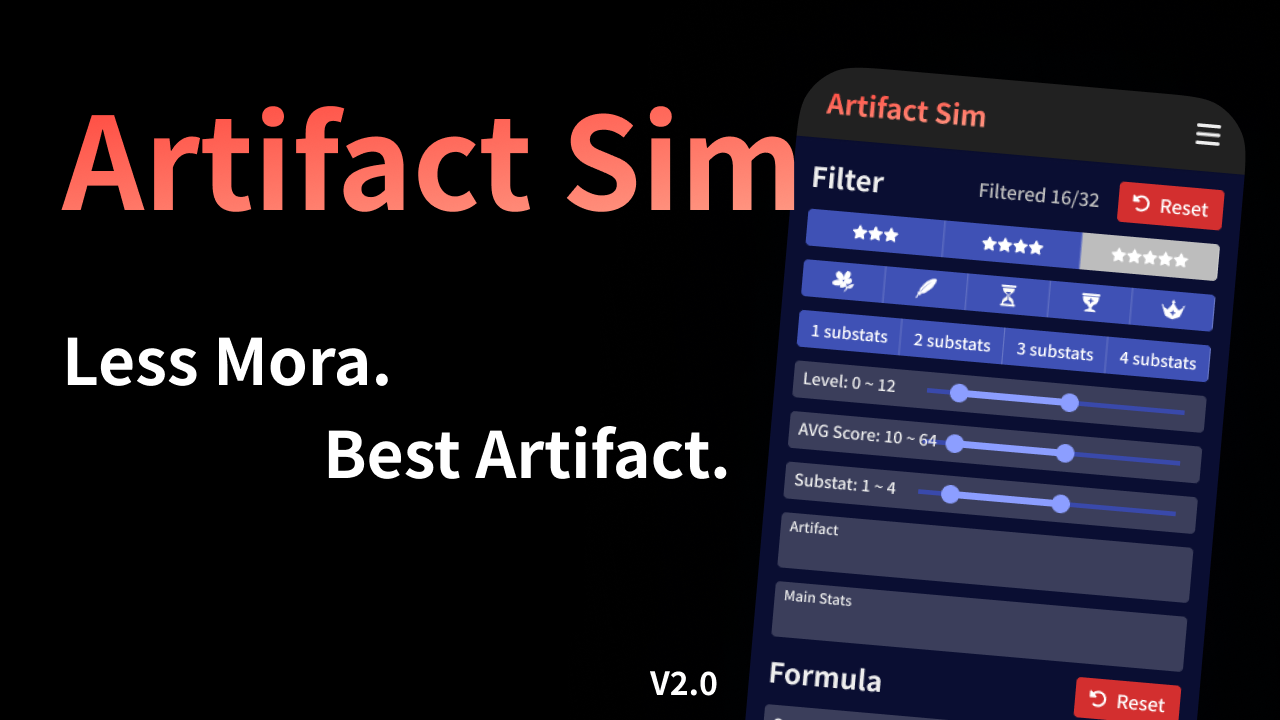 Artifact Sim
Less Mora.
Best Artifact.
V2.0
Artifact Sim
Filter
Filtered 16/32
Reset
1 substats
2 substats
3 substats
4 substats
Level: 0 ~ 12
AVG Score: 10 ~ 64
Substat: 1 ~ 4
Artifact
Main Stats
Formula
Reset